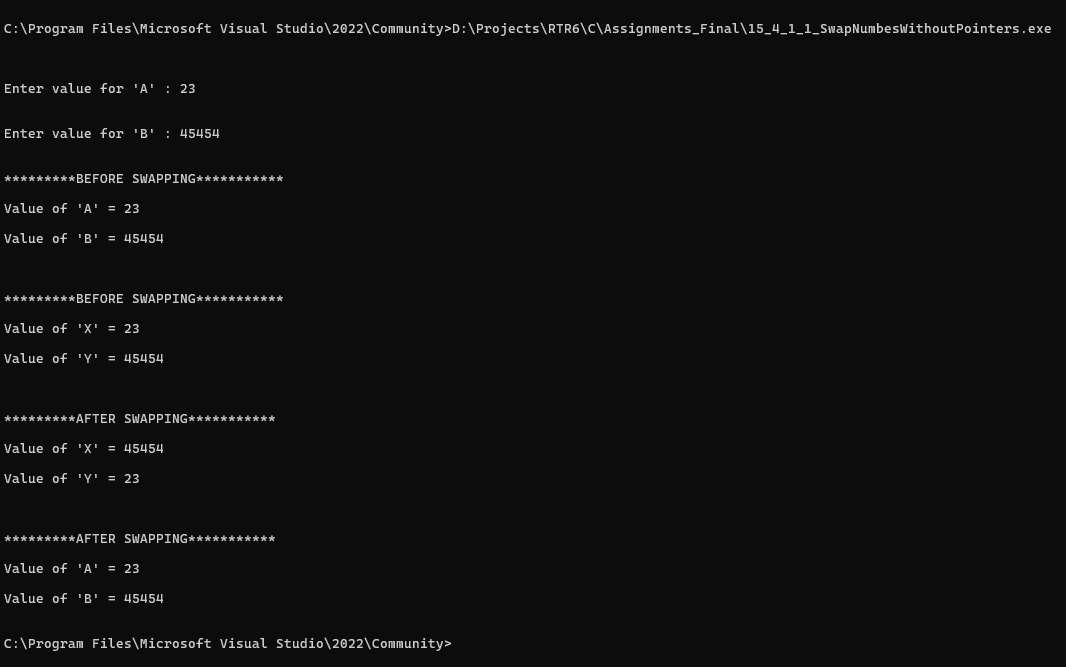 C:\Program Files\Microsoft Visual Studio\2022\Community>D:\Projects\RTR6\C\Assignments_Final\15_4_1_1_SwapNumbesWithoutPointers.exe
Enter value for 'A' : 23
Enter value for 'B' : 45454
*********BEFORE SWAPPING***********
Value of 'A' = 23
Value of 'B' = 45454
*********BEFORE SWAPPING***********
Value of 'X' = 23
Value of 'Y' = 45454
*********AFTER SWAPPING***********
Value of 'X' = 45454
Value of 'Y' = 23
*********AFTER SWAPPING***********
Value of 'A' = 23
Value of 'B' = 45454
C:\Program Files\Microsoft Visual Studio\2022\Community>